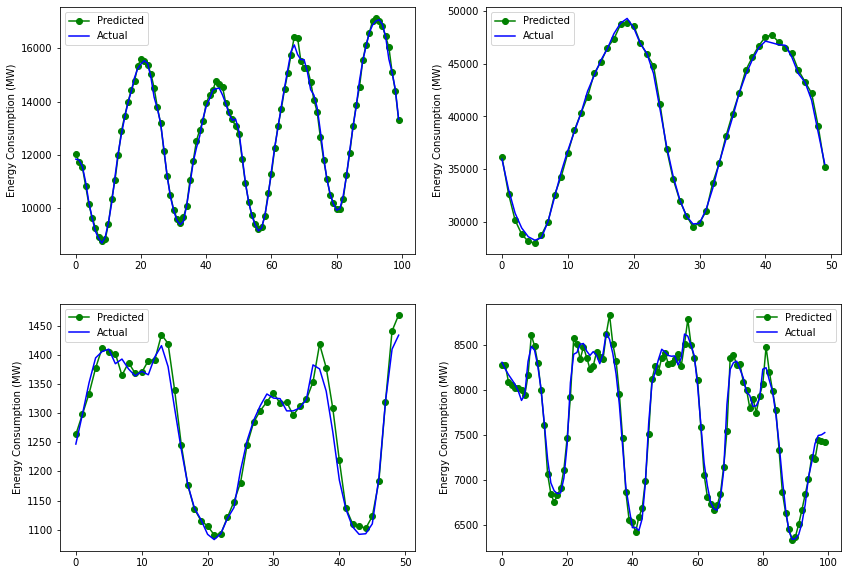 Predicted
Actual
Energy Consumption (MW)
16000
14000
12000
10000
0 20 40 60 80 100
Predicted
Actual
Energy Consumption (MW)
50000
45000
40000
35000
30000
0 10 20 30 40 50
Predicted
Actual
Energy Consumption (MW)
1450
1400
1350
1300
1250
1200
1150
1100
0 10 20 30 40 50
Predicted
Actual
Energy Consumption (MW)
8500
8000
7500
7000
6500
0 20 40 60 80 100